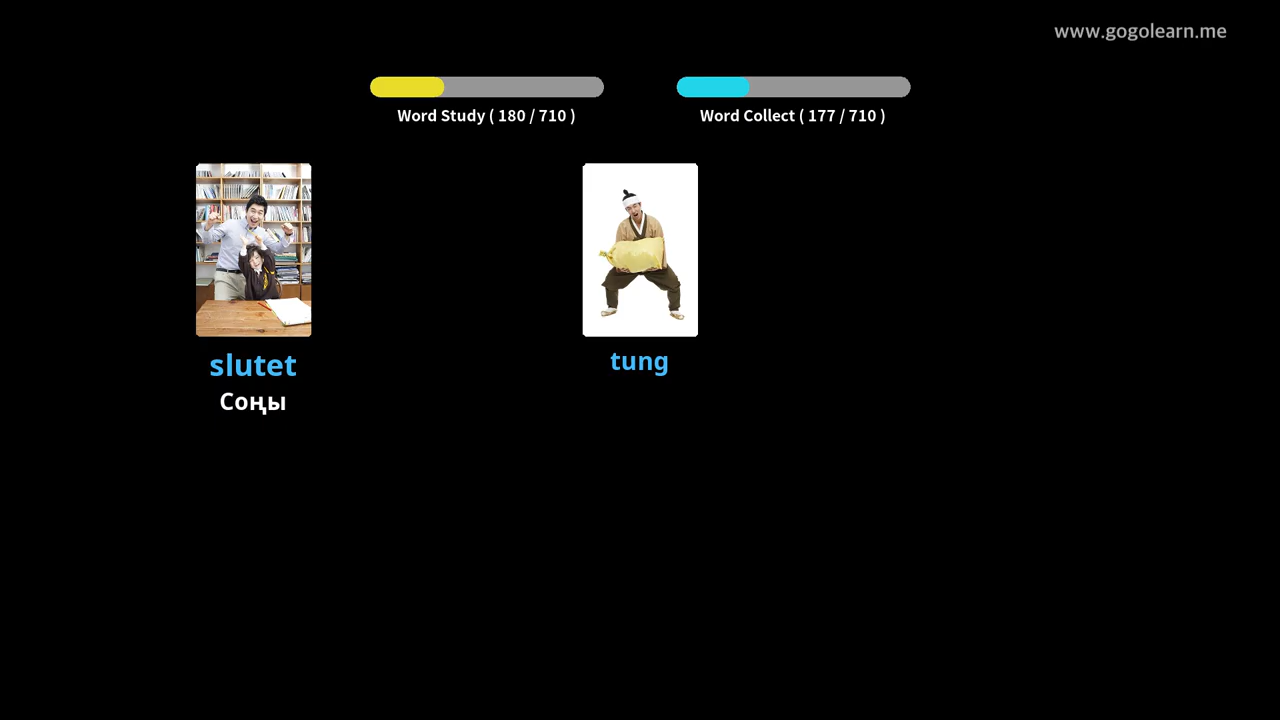 www.gogolearn.me
Word Study ( 180 / 710 )
Word Collect ( 177 / 710 )
slutet
tung
Соңы